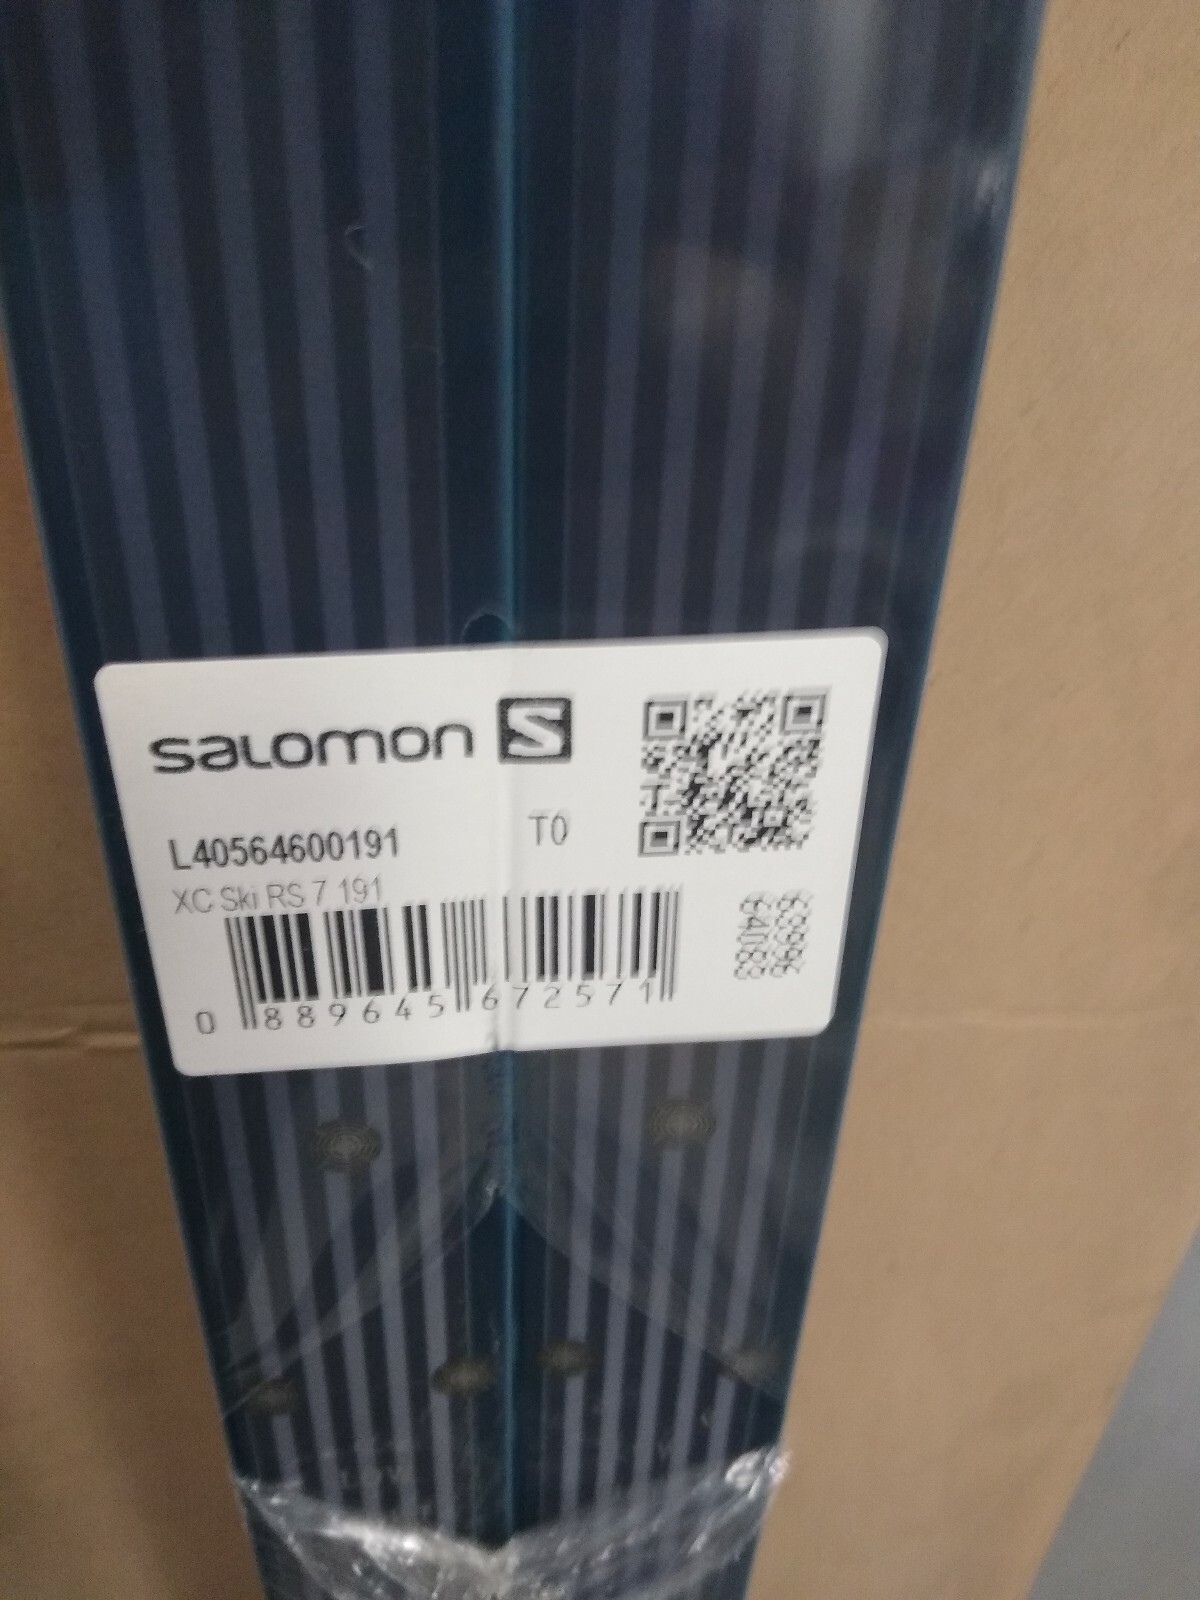 salomon S
L40564600191 T0
XC Ski RS 7 191
0 889645 672571